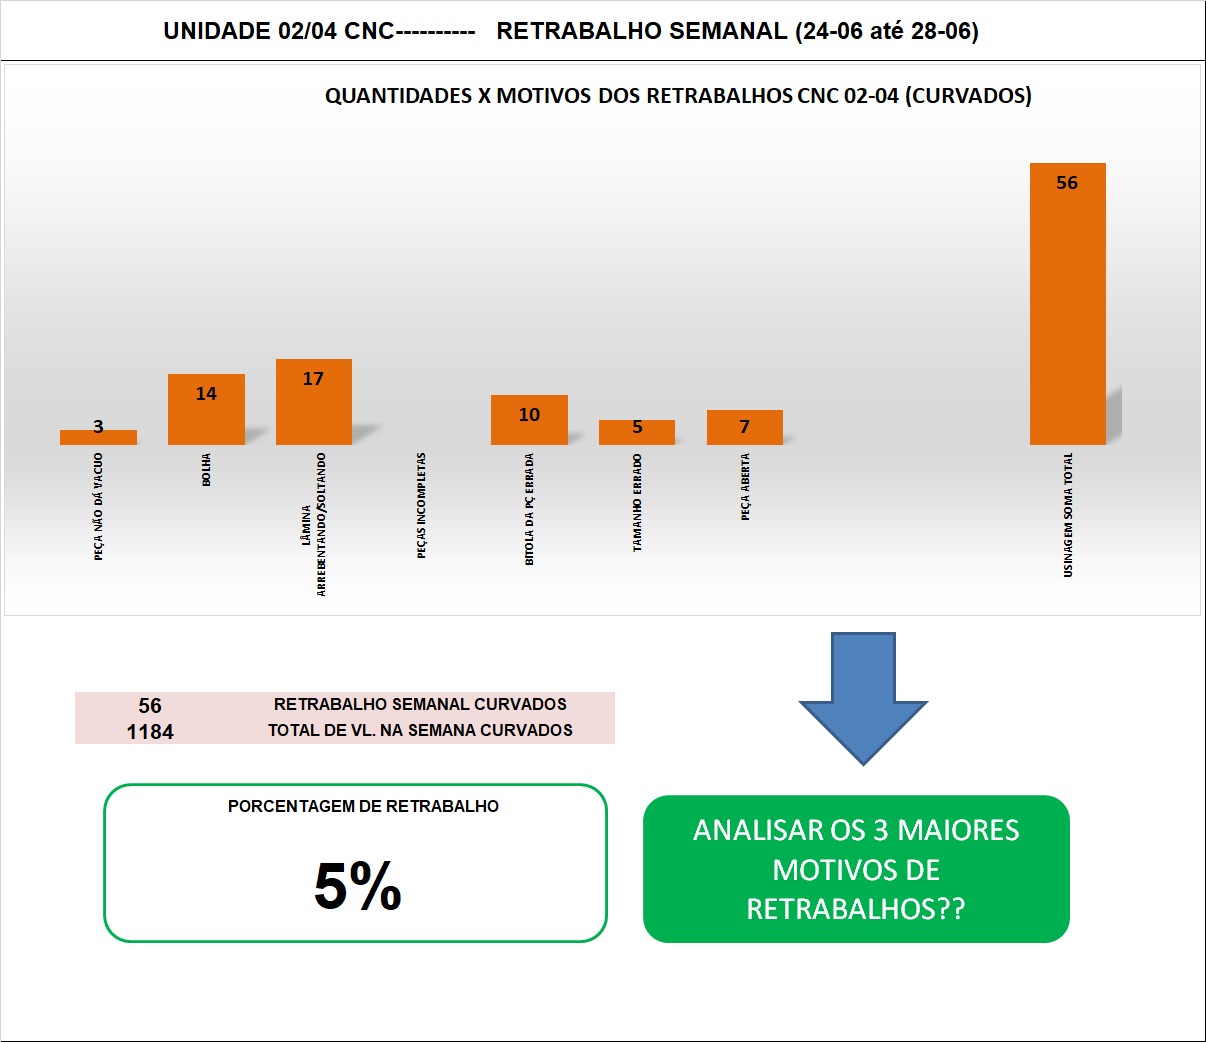 UNIDADE 02/04 CNC---------- RETRABALHO SEMANAL (24-06 até 28-06)
QUANTIDADES X MOTIVOS DOS RETRABALHOS CNC 02-04 (CURVADOS)
3
14
17
10
5
7
56
PEÇA NÃO DÁ VACUO
BOLHA
LÂMINA
ARREBENTANDO/SOLTANDO
PEÇAS INCOMPLETAS
BITOLA DA PÇ ERRADA
TAMANHO ERRADO
PEÇA ABERTA
USINAGEM SOMA TOTAL
56 RETRABALHO SEMANAL CURVADOS
1184 TOTAL DE VL. NA SEMANA CURVADOS
PORCENTAGEM DE RETRABALHO
5%
ANALISAR OS 3 MAIORES
MOTIVOS DE
RETRABALHOS??